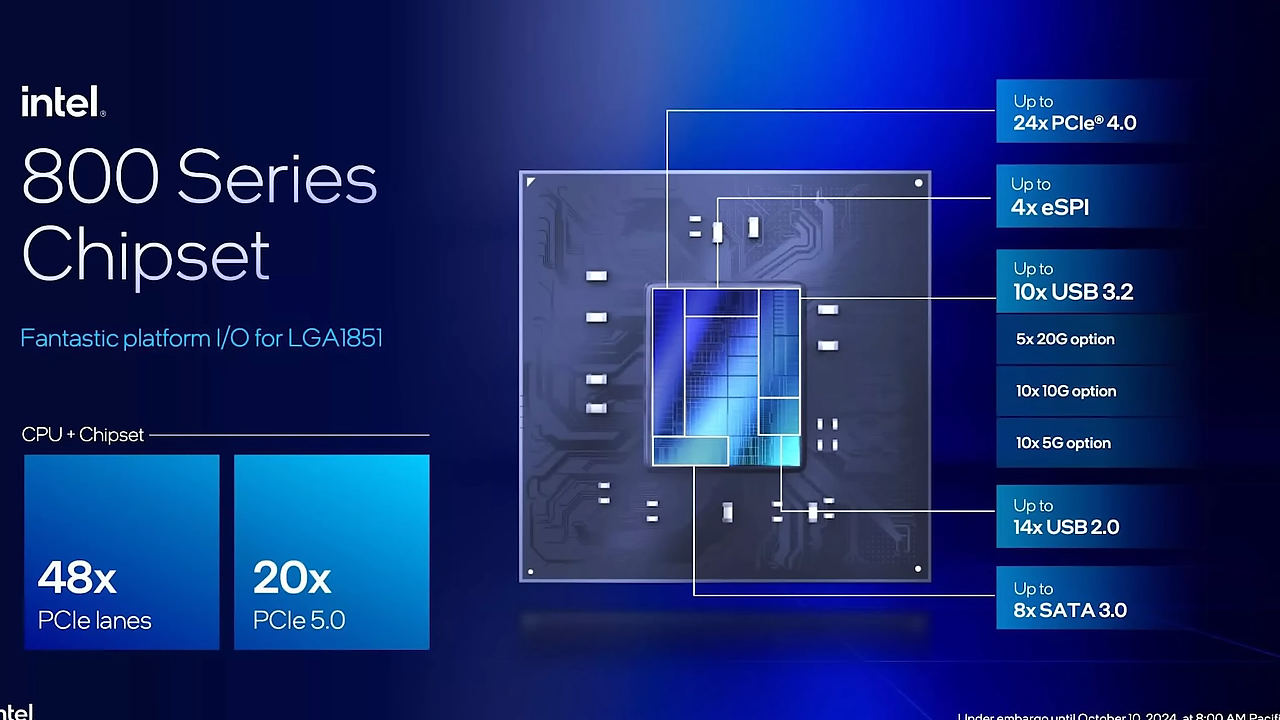 intel®
800 Series
Chipset
Fantastic platform I/O for LGA1851
CPU + Chipset
48x
PCIe lanes
20x
PCIe 5.0
Up to
24x PCIe® 4.0
Up to
4x eSPI
Up to
10x USB 3.2
5x 20G option
10x 10G option
10x 5G option
Up to
14x USB 2.0
Up to
8x SATA 3.0
ntel
Under embargo until October 10, 2024, at 8:00 AM Pacifi